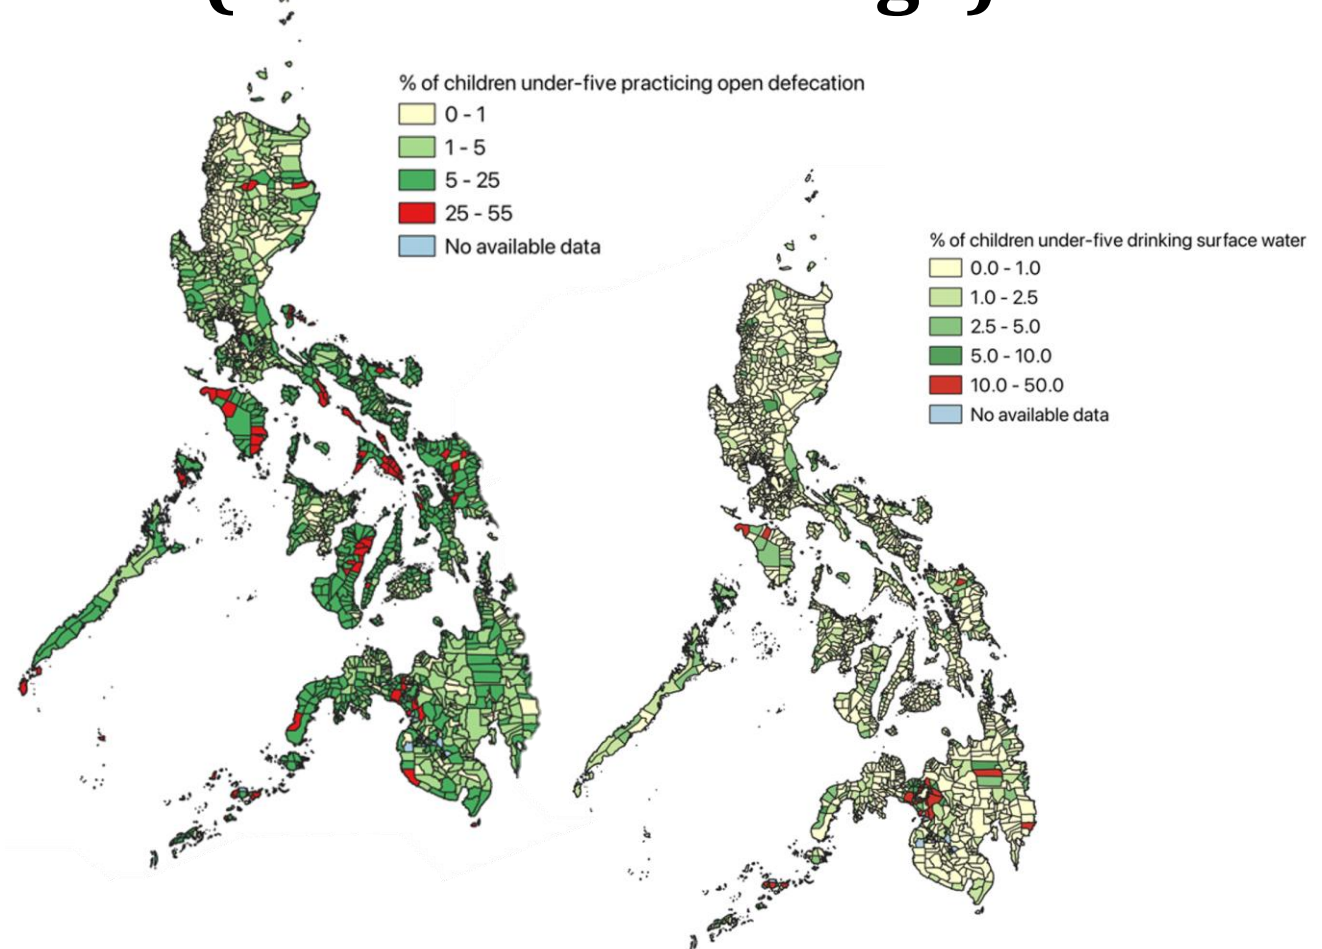 % of children under-five practicing open defecation
0 - 1
1 - 5
5 - 25
25 - 55
No available data
% of children under-five drinking surface water
0.0 - 1.0
1.0 - 2.5
2.5 - 5.0
5.0 - 10.0
10.0 - 50.0
No available data